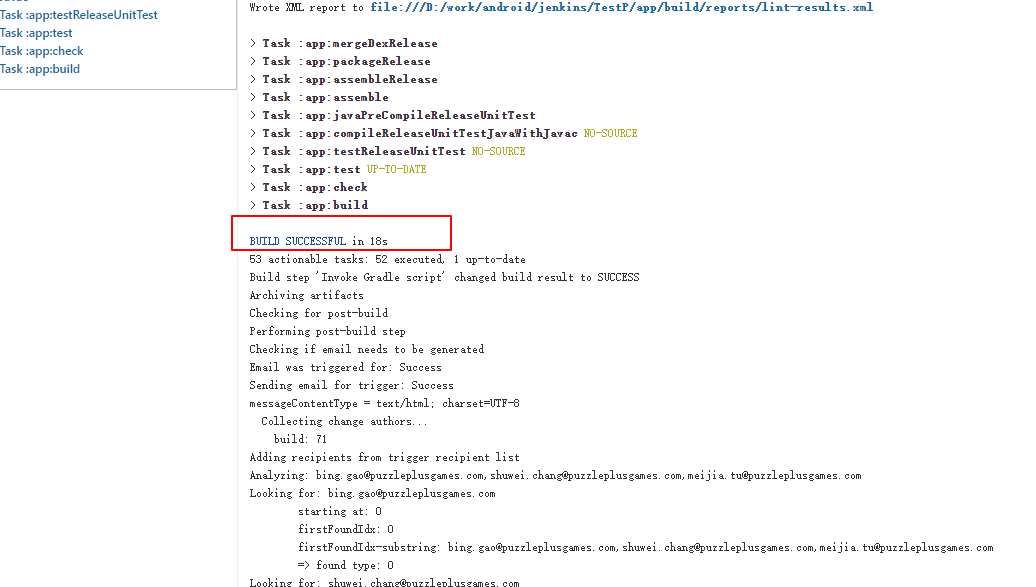 Task :app:testReleaseUnitTest
Task :app:test
Task :app:check
Task :app:build
Wrote XML report to file:///D:/work/android/jenkins/TestP/app/build/reports/lint-results.xml
> Task :app:mergeDexRelease
> Task :app:packageRelease
> Task :app:assembleRelease
> Task :app:assemble
> Task :app:javaPreCompileReleaseUnitTest
> Task :app:compileReleaseUnitTestJavaWithJavac NO-SOURCE
> Task :app:testReleaseUnitTest NO-SOURCE
> Task :app:test UP-TO-DATE
> Task :app:check
> Task :app:build
BUILD SUCCESSFUL in 18s
53 actionable tasks: 52 executed, 1 up-to-date
Build step 'Invoke Gradle script' changed build result to SUCCESS
Archiving artifacts
Checking for post-build
Performing post-build step
Checking if email needs to be generated
Email was triggered for: Success
Sending email for trigger: Success
messageContentType = text/html; charset=UTF-8
Collecting change authors...
build: 71
Adding recipients from trigger recipient list
Analyzing: bing.gao@puzzleplusgames.com,shuwei.chang@puzzleplusgames.com,meijia.tu@puzzleplusgames.com
Looking for: bing.gao@puzzleplusgames.com
starting at: 0
firstFoundIdx: 0
firstFoundIdx-substring: bing.gao@puzzleplusgames.com,shuwei.chang@puzzleplusgames.com,meijia.tu@puzzleplusgames.com
=> found type: 0
Looking for: shuwei.chang@puzzleplusgames.com